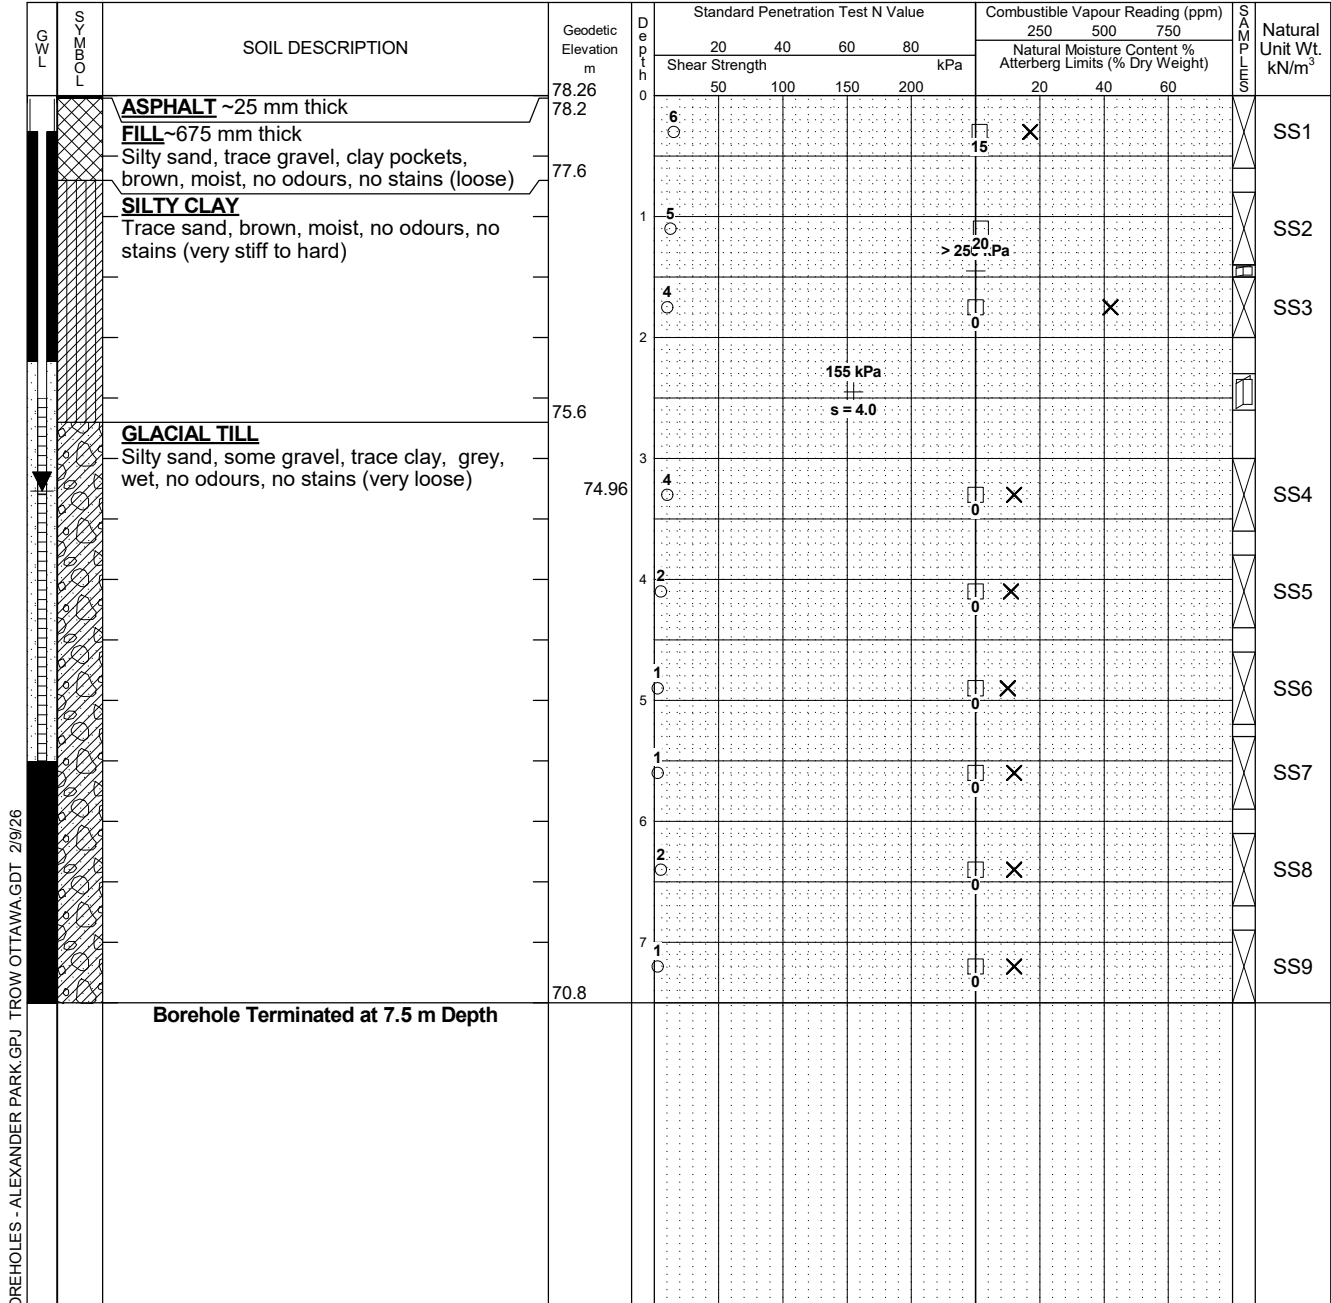 GWL
SYMBOL
SOIL DESCRIPTION
Geodetic
Elevation
m
Depth
Standard Penetration Test N Value
20 40 60 80
Shear Strength kPa
50 100 150 200
Combustible Vapour Reading (ppm)
250 500 750
Natural Moisture Content %
Atterberg Limits (% Dry Weight)
20 40 60
SAMPLES
Natural
Unit Wt.
kN/m³
78.26
0
ASPHALT ~25 mm thick
78.2
FILL~675 mm thick
6
15
SS1
Silty sand, trace gravel, clay pockets,
brown, moist, no odours, no stains (loose)
77.6
SILTY CLAY
1
5
Trace sand, brown, moist, no odours, no
stains (very stiff to hard)
20
SS2
4
0
SS3
2
155 kPa
s = 4.0
75.6
GLACIAL TILL
Silty sand, some gravel, trace clay, grey,
wet, no odours, no stains (very loose)
3
74.96
4
0
SS4
4
2
0
SS5
1
0
SS6
5
1
0
SS7
6
2
0
SS8
7
1
0
SS9
70.8
Borehole Terminated at 7.5 m Depth
OREHOLES - ALEXANDER PARK.GPJ TROW OTTAWA.GDT 2/9/26